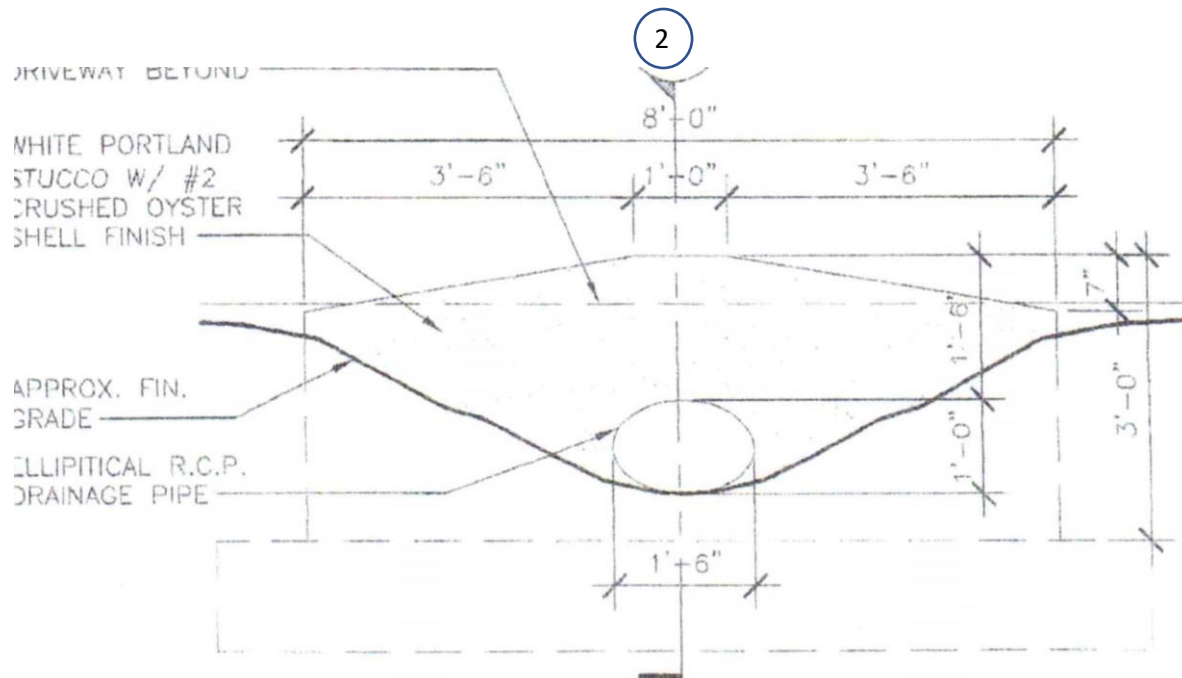 2
DRIVEWAY BEYOND
8'-0"
WHITE PORTLAND
STUCCO W/ #2
CRUSHED OYSTER
SHELL FINISH
3'-6"
1'-0"
3'-6"
7"
1'-6"
3'-0"
1'-0"
APPROX. FIN.
GRADE
ELLIPITICAL R.C.P.
DRAINAGE PIPE
1'-6"